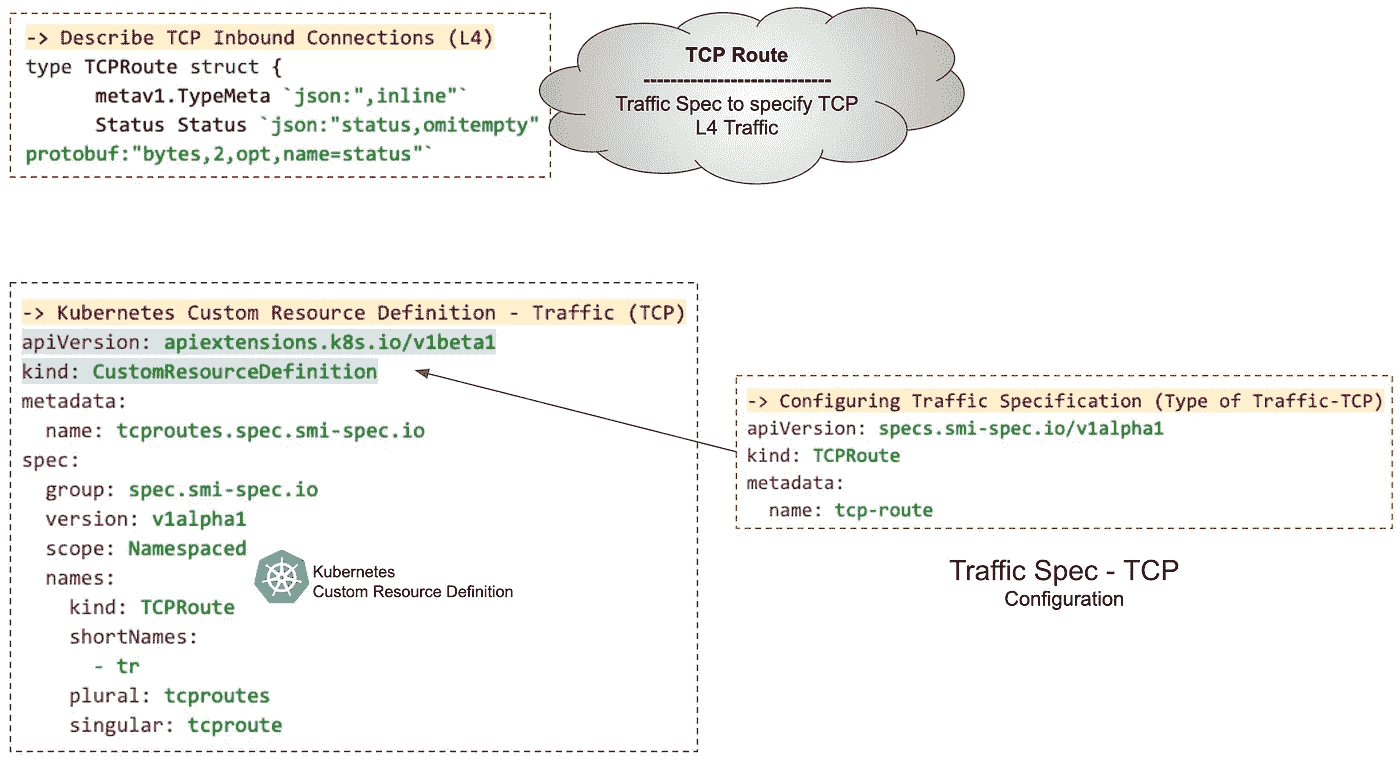 -> Describe TCP Inbound Connections (L4)
type TCPRoute struct {
metav1.TypeMeta `json:",inline"`
Status Status `json:"status,omitempty"
protobuf:"bytes,2,opt,name=status"`
TCP Route
---------------------------
Traffic Spec to specify TCP
L4 Traffic
-> Kubernetes Custom Resource Definition - Traffic (TCP)
apiVersion: apiextensions.k8s.io/v1beta1
kind: CustomResourceDefinition
metadata:
name: tcproutes.spec.smi-spec.io
spec:
group: spec.smi-spec.io
version: v1alpha1
scope: Namespaced
names:
kind: TCPRoute
shortNames:
- tr
plural: tcproutes
singular: tcproute
Kubernetes
Custom Resource Definition
-> Configuring Traffic Specification (Type of Traffic-TCP)
apiVersion: specs.smi-spec.io/v1alpha1
kind: TCPRoute
metadata:
name: tcp-route
Traffic Spec - TCP
Configuration